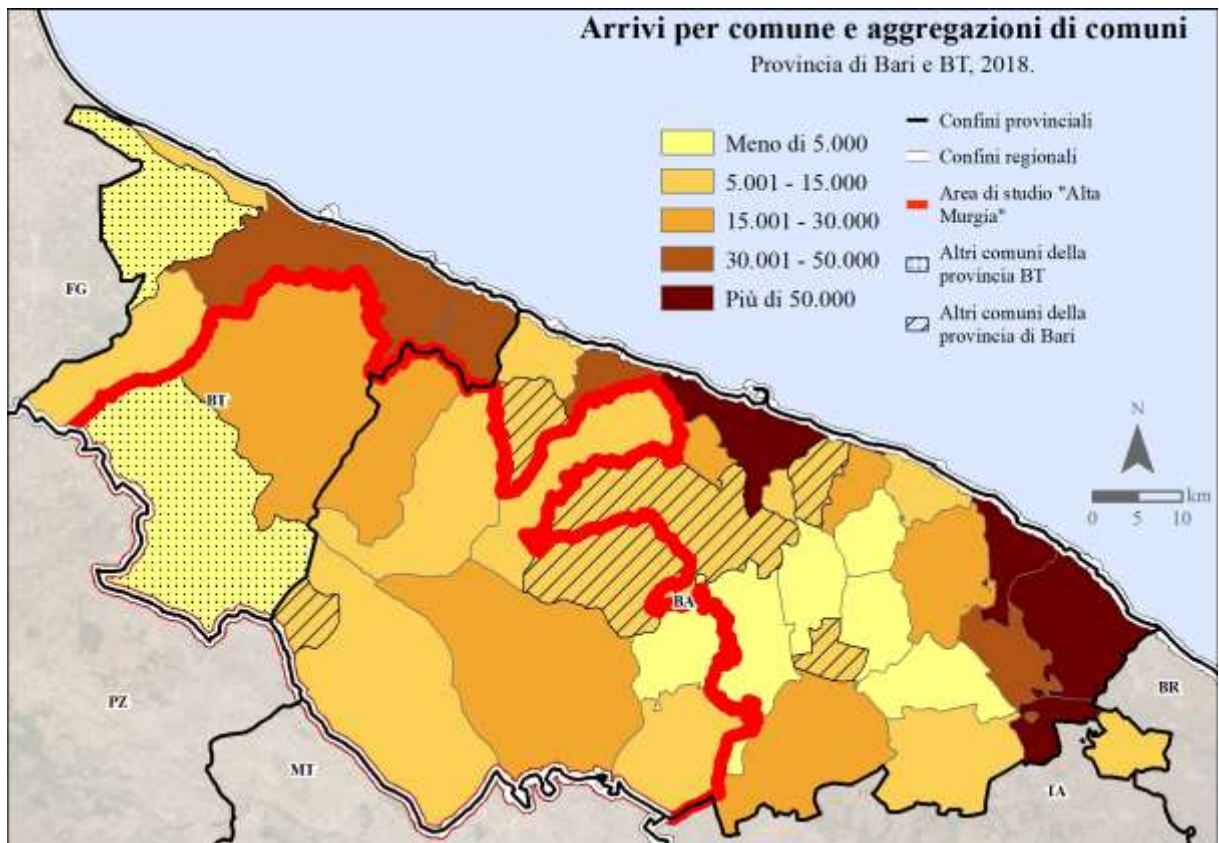 Arrivi per comune e aggregazioni di comuni
Provincia di Bari e BT, 2018.
Meno di 5.000
5.001 - 15.000
15.001 - 30.000
30.001 - 50.000
Più di 50.000
Confini provinciali
Confini regionali
Area di studio "Alta
Murgia"
Altri comuni della
provincia BT
Altri comuni della
provincia di Bari
FG
BT
N
km
0 5 10
BA
PZ
BR
MT